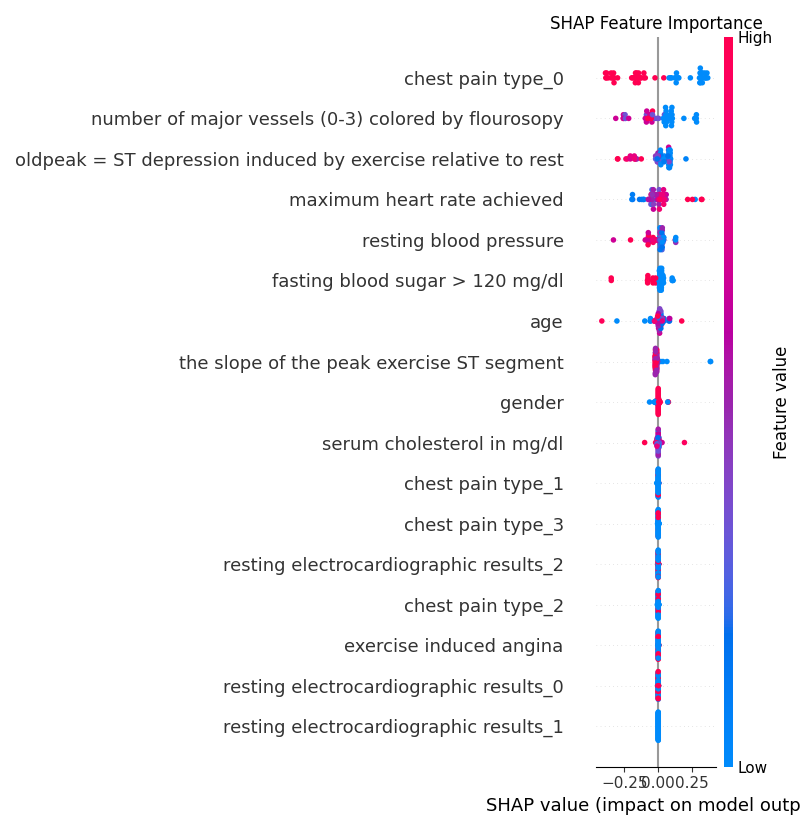 SHAP Feature Importance
High
chest pain type_0
number of major vessels (0-3) colored by flourosopy
oldpeak = ST depression induced by exercise relative to rest
maximum heart rate achieved
resting blood pressure
fasting blood sugar > 120 mg/dl
age
the slope of the peak exercise ST segment
gender
serum cholesterol in mg/dl
chest pain type_1
chest pain type_3
resting electrocardiographic results_2
chest pain type_2
exercise induced angina
resting electrocardiographic results_0
resting electrocardiographic results_1
Feature value
Low
−0.25 0.00 0.25
SHAP value (impact on model outp